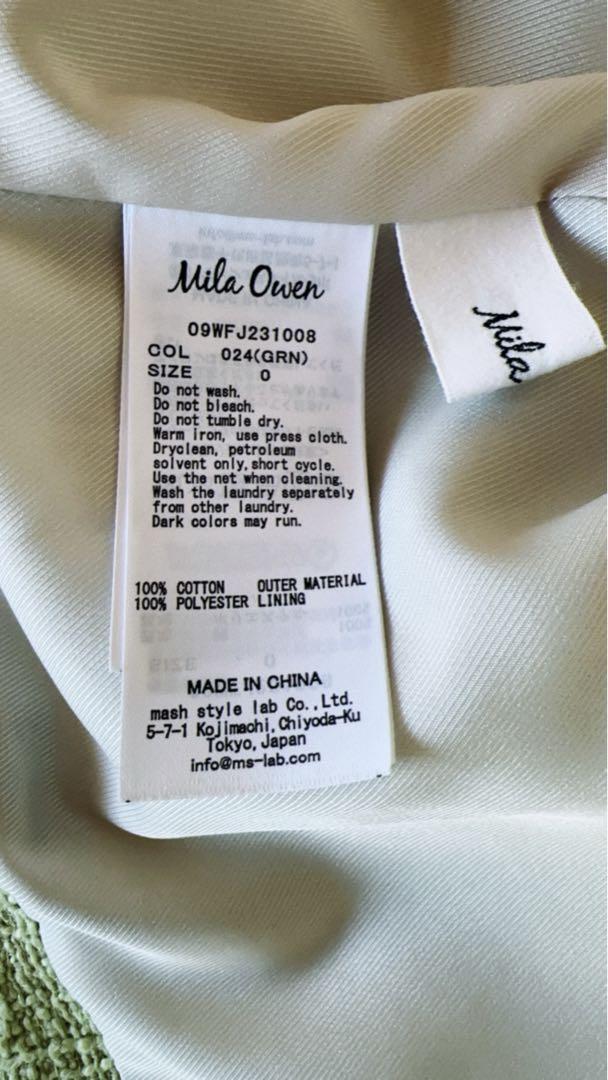 Mila Owen
09WFJ231008
COL 024(GRN)
SIZE 0
Do not wash.
Do not bleach.
Do not tumble dry.
Warm iron, use press cloth.
Dryclean, petroleum
solvent only, short cycle.
Use the net when cleaning.
Wash the laundry separately
from other laundry.
Dark colors may run.
100% COTTON OUTER MATERIAL
100% POLYESTER LINING
MADE IN CHINA
mash style lab Co., Ltd.
5-7-1 Kojimachi, Chiyoda-Ku
Tokyo, Japan
info@ms-lab.com
Mila